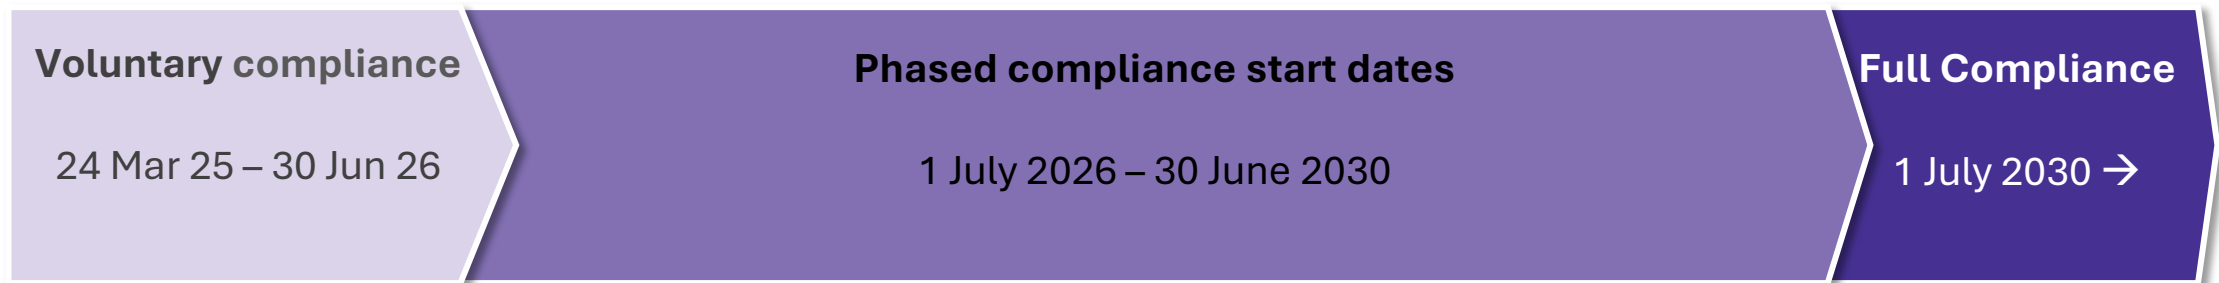 Voluntary compliance
24 Mar 25 – 30 Jun 26
Phased compliance start dates
1 July 2026 – 30 June 2030
Full Compliance
1 July 2030 →